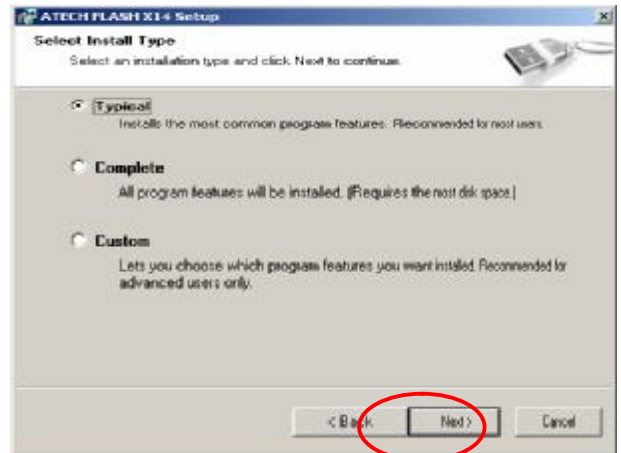 ATECH FLASH X14 Setup
Select Install Type
Select an installation type and click Next to continue.
Typical
Installs the most common program features. Recommended for most users.
Complete
All program features will be installed. (Requires the most disk space.)
Custom
Lets you choose which program features you want installed. Recommended for
advanced users only.
< Back
Next >
Cancel